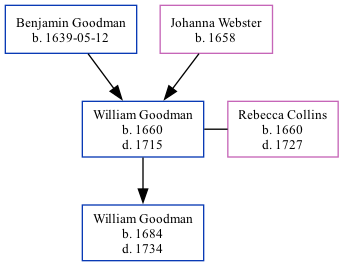 Benjamin Goodman
b. 1639-05-12
Johanna Webster
b. 1658
William Goodman
b. 1660
d. 1715
Rebecca Collins
b. 1660
d. 1727
William Goodman
b. 1684
d. 1734